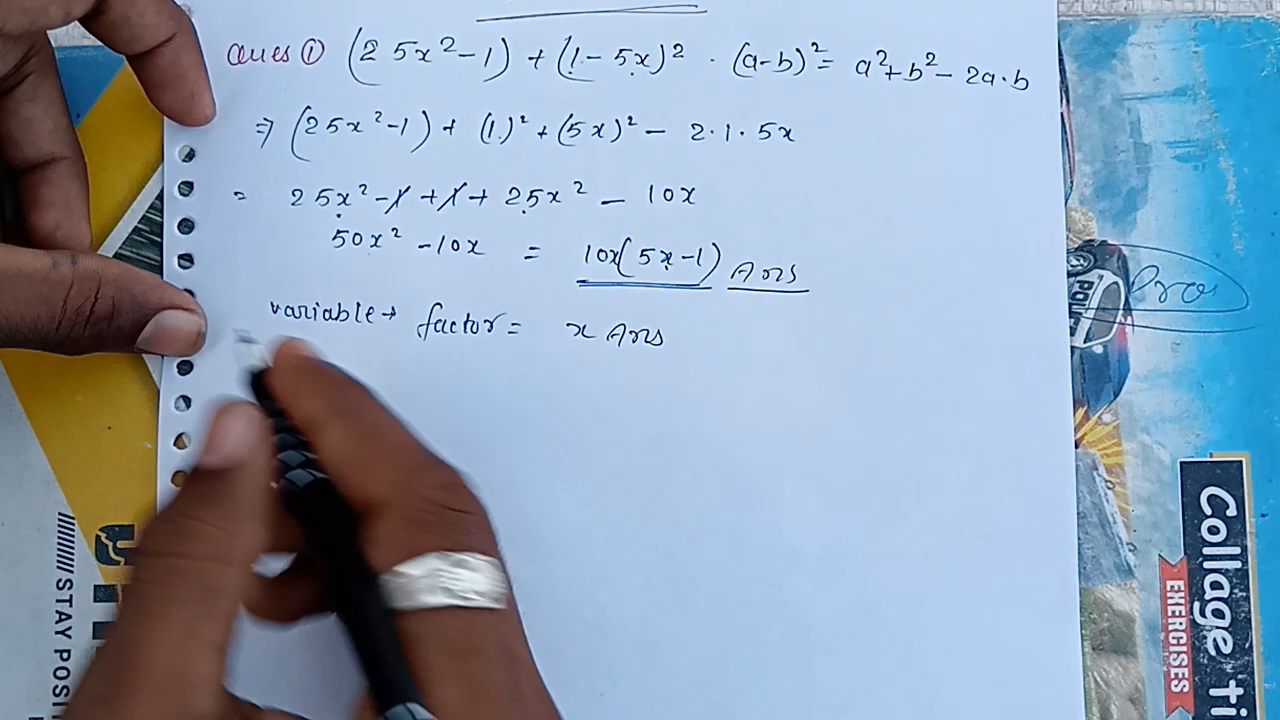 Ques ① (25x²-1) + (1-5x)² . (a-b)² = a²+b²-2a·b
⇒ (25x²-1) + (1)² + (5x)² - 2·1·5x
= 25x² - 1 + 1 + 25x² - 10x
50x² - 10x = 10x(5x-1) Ans
variable → factor = x Ans
Pro
POLICE
Collage ti
EXERCISES
STAY POSI